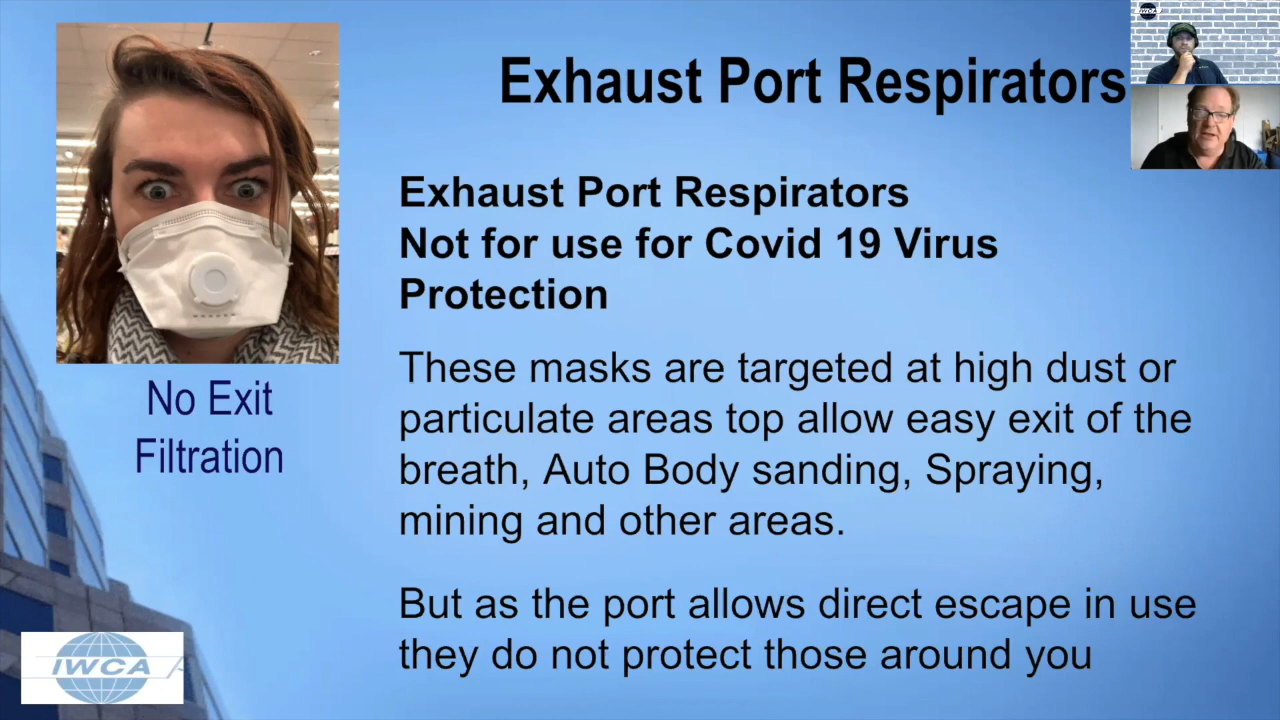 IWCA
Exhaust Port Respirators
Exhaust Port Respirators
Not for use for Covid 19 Virus
Protection
No Exit
Filtration
These masks are targeted at high dust or
particulate areas top allow easy exit of the
breath, Auto Body sanding, Spraying,
mining and other areas.
But as the port allows direct escape in use
they do not protect those around you
IWCA